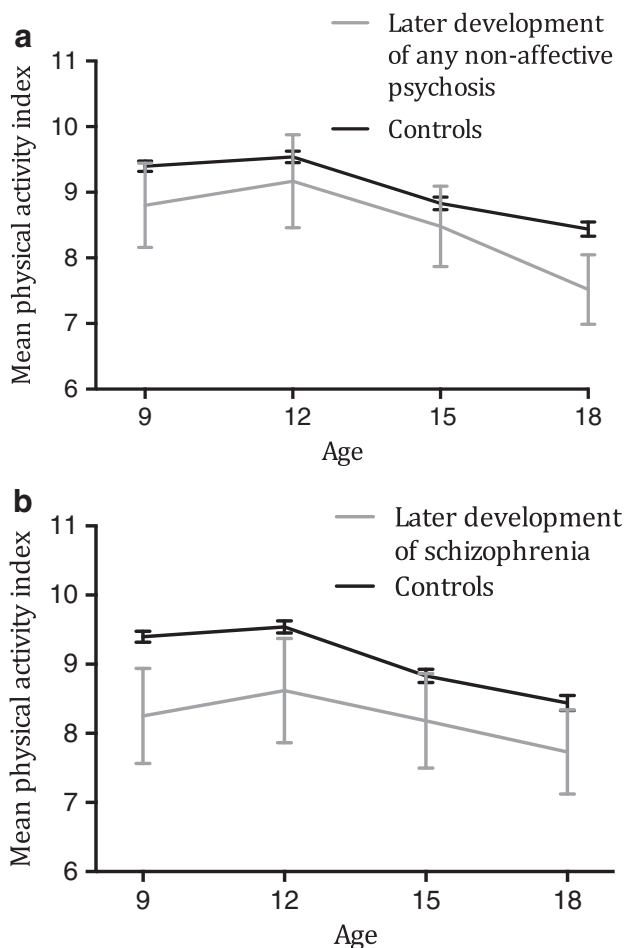 a
Later development
of any non-affective
psychosis
Controls
Mean physical activity index
11
10
9
8
7
6
9 12 15 18
Age
b
Later development
of schizophrenia
Controls
Mean physical activity index
11
10
9
8
7
6
9 12 15 18
Age